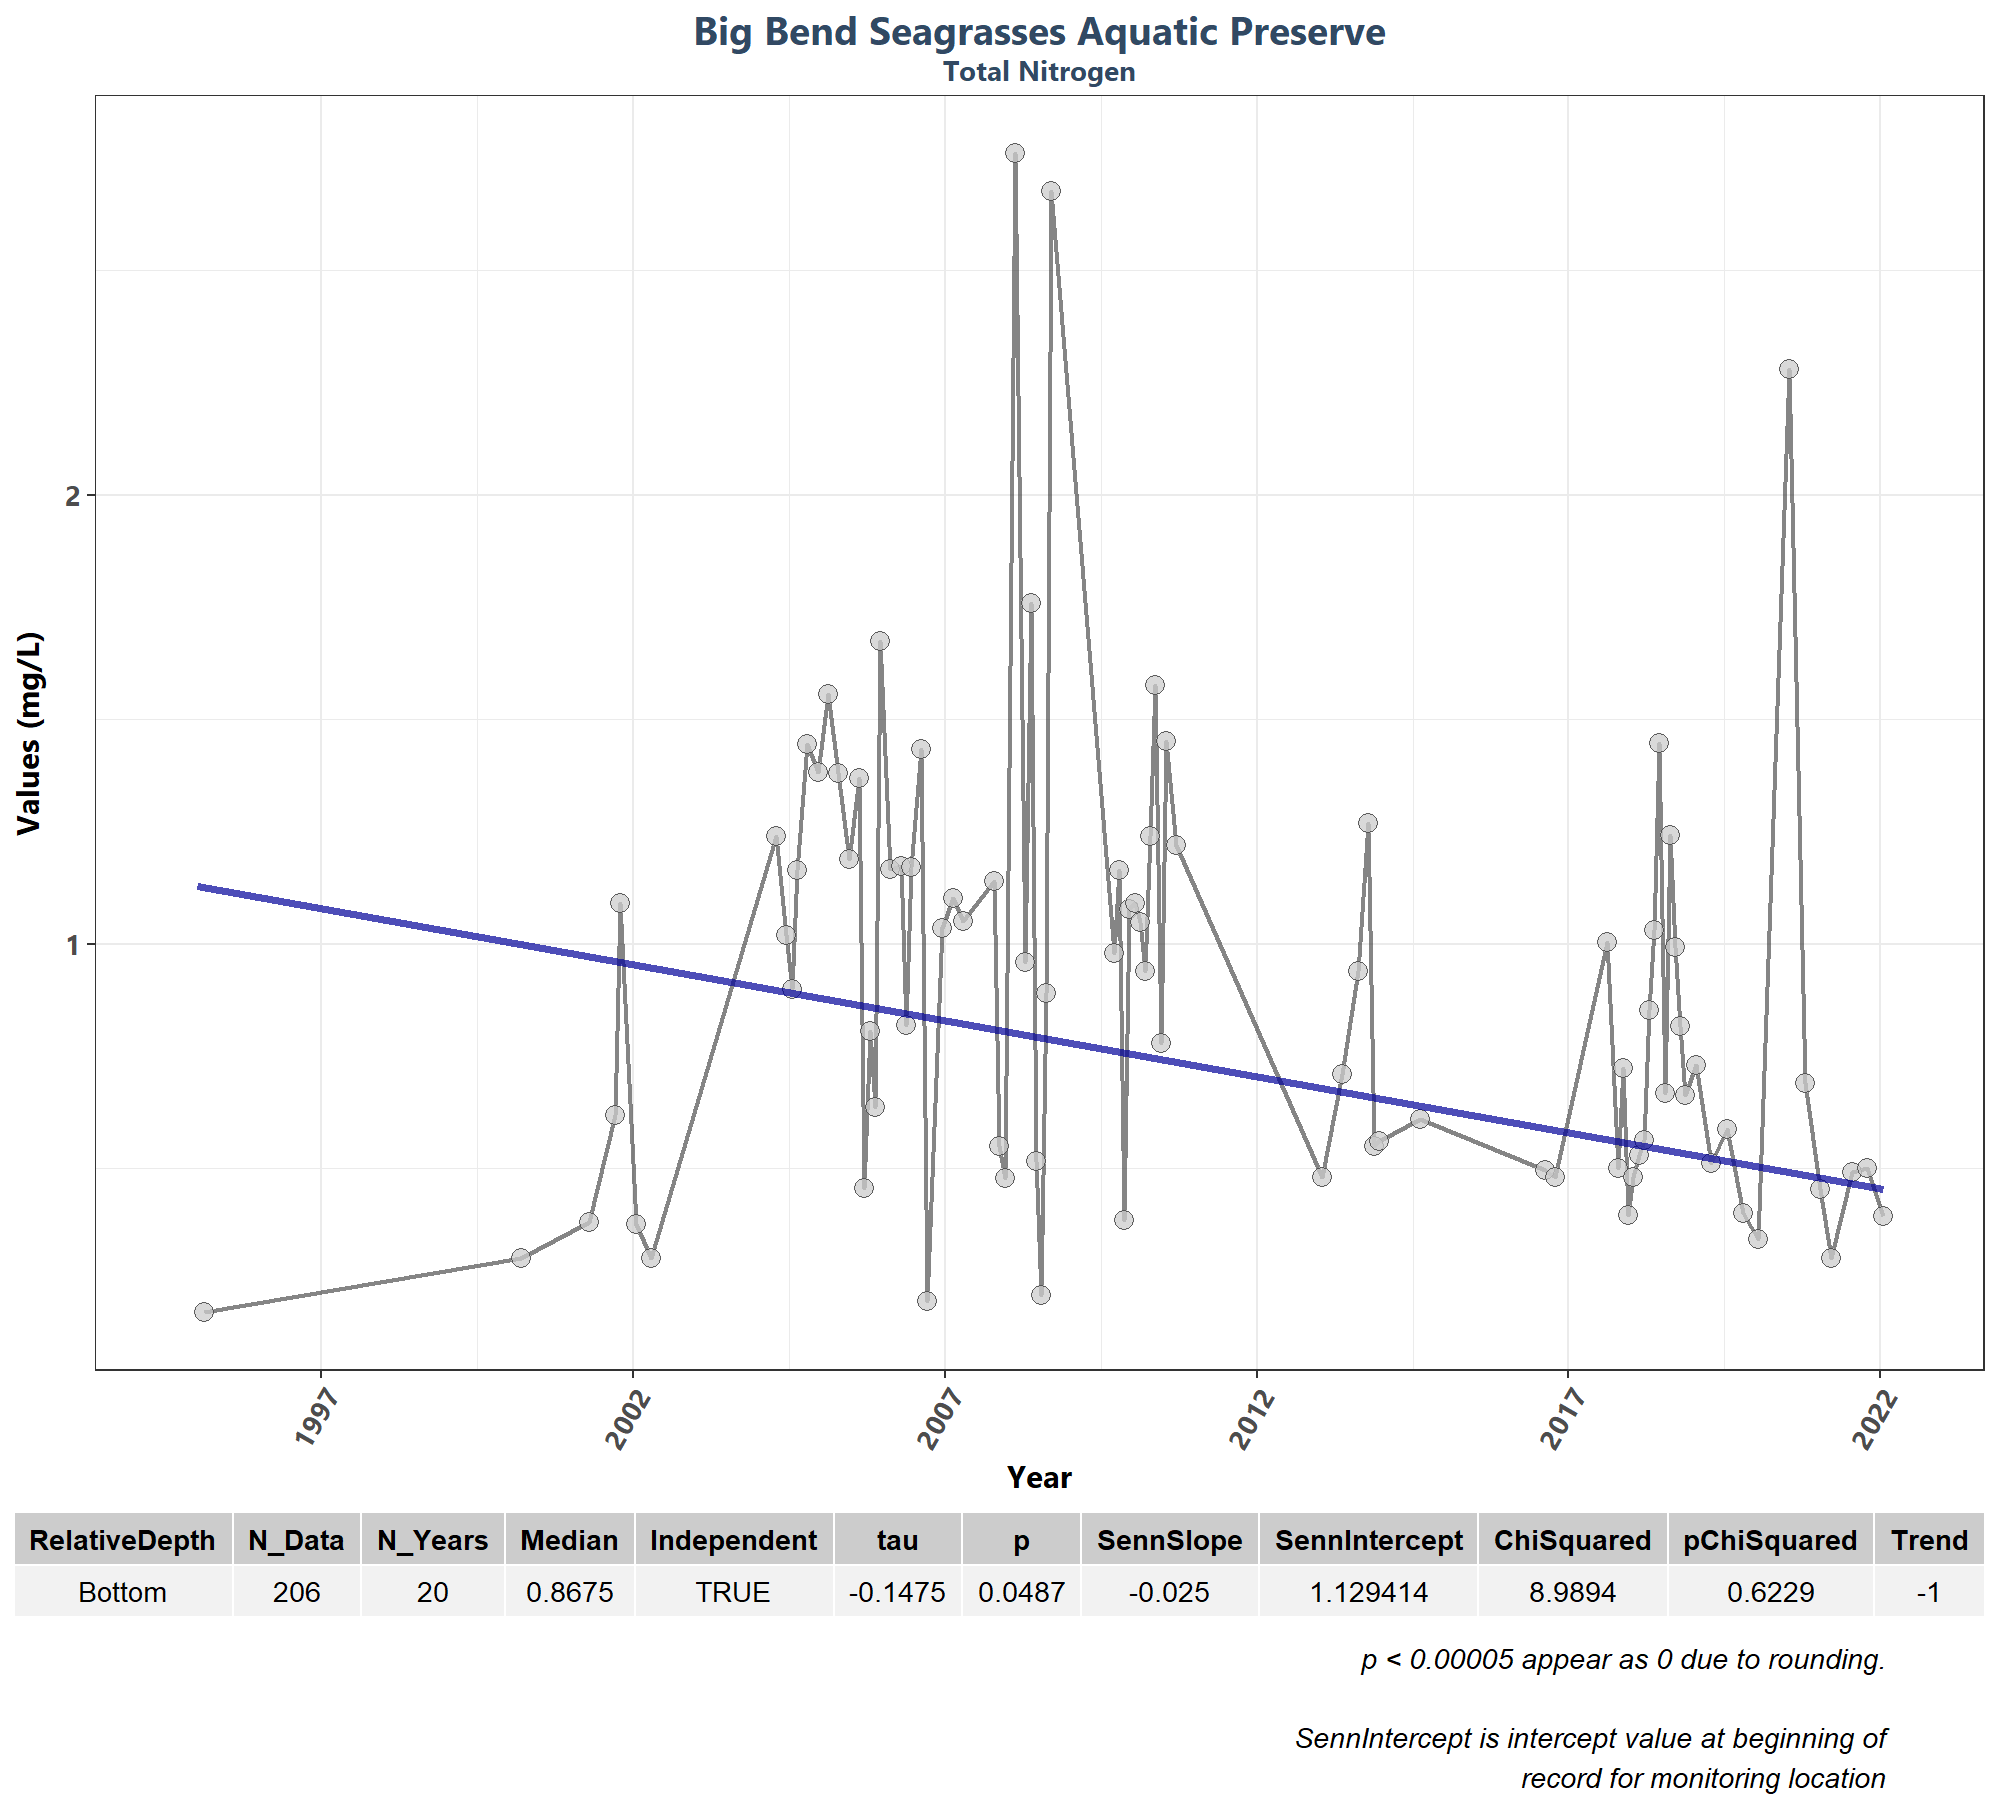 Big Bend Seagrasses Aquatic Preserve
Total Nitrogen
Values (mg/L)
2
1
1997 2002 2007 2012 2017 2022
Year
RelativeDepth N_Data N_Years Median Independent tau p SennSlope SennIntercept ChiSquared pChiSquared Trend
Bottom 206 20 0.8675 TRUE -0.1475 0.0487 -0.025 1.129414 8.9894 0.6229 -1
p < 0.00005 appear as 0 due to rounding.
SennIntercept is intercept value at beginning of
record for monitoring location